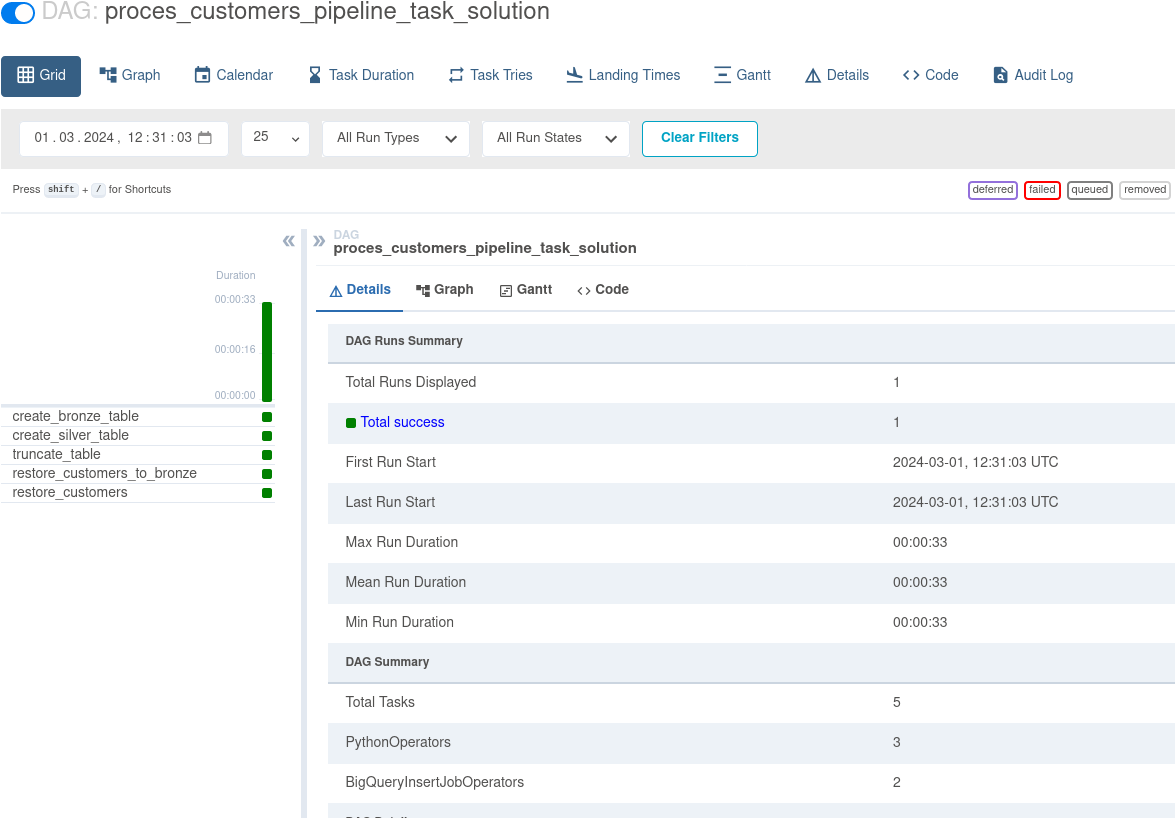 DAG: proces_customers_pipeline_task_solution
Grid Graph Calendar Task Duration Task Tries Landing Times Gantt Details Code Audit Log
01 . 03 . 2024 , 12 : 31 : 03 25 All Run Types All Run States Clear Filters
Press shift + / for Shortcuts deferred failed queued removed
DAG
proces_customers_pipeline_task_solution
Duration
00:00:33
00:00:16
00:00:00
create_bronze_table
create_silver_table
truncate_table
restore_customers_to_bronze
restore_customers
Details Graph Gantt Code
DAG Runs Summary
Total Runs Displayed 1
Total success 1
First Run Start 2024-03-01, 12:31:03 UTC
Last Run Start 2024-03-01, 12:31:03 UTC
Max Run Duration 00:00:33
Mean Run Duration 00:00:33
Min Run Duration 00:00:33
DAG Summary
Total Tasks 5
PythonOperators 3
BigQueryInsertJobOperators 2